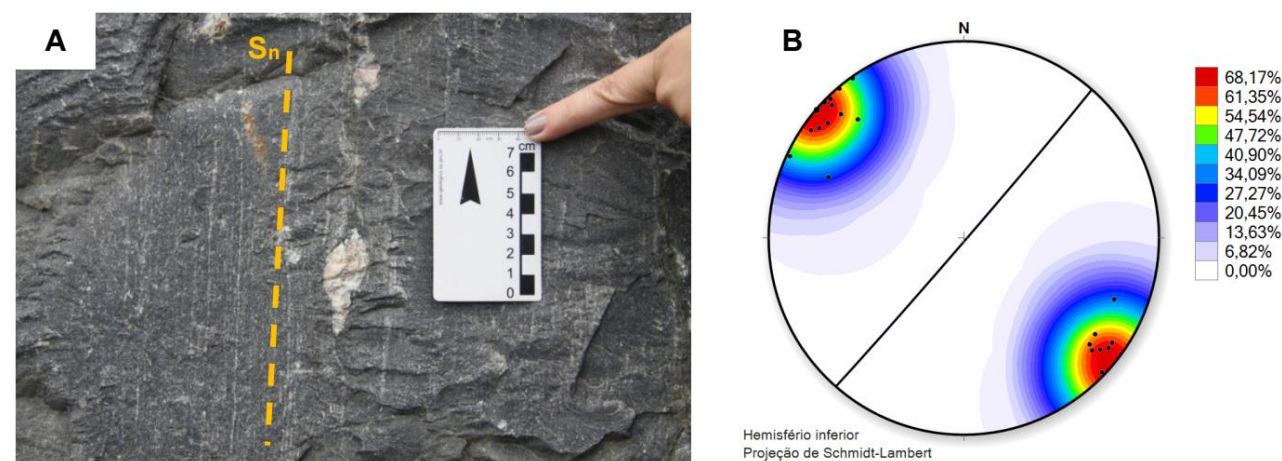 A
Sn
cm
7
6
5
4
3
2
1
0
B
N
68,17%
61,35%
54,54%
47,72%
40,90%
34,09%
27,27%
20,45%
13,63%
6,82%
0,00%
Hemisfério inferior
Projeção de Schmidt-Lambert